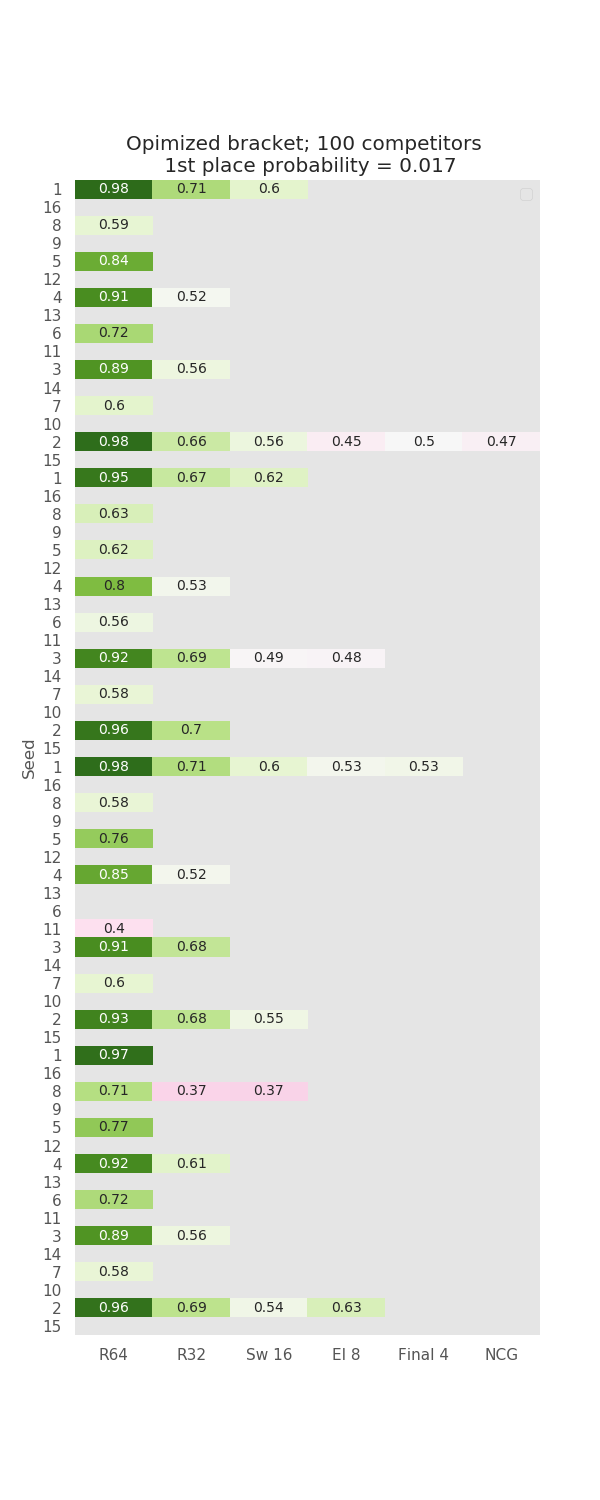 Opimized bracket; 100 competitors
1st place probability = 0.017
1 0.98 0.71 0.6
16
8 0.59
9
5 0.84
12
4 0.91 0.52
13
6 0.72
11
3 0.89 0.56
14
7 0.6
10
2 0.98 0.66 0.56 0.45 0.5 0.47
15
1 0.95 0.67 0.62
16
8 0.63
9
5 0.62
12
4 0.8 0.53
13
6 0.56
11
3 0.92 0.69 0.49 0.48
14
7 0.58
10
2 0.96 0.7
15
Seed
1 0.98 0.71 0.6 0.53 0.53
16
8 0.58
9
5 0.76
12
4 0.85 0.52
13
6
11 0.4
3 0.91 0.68
14
7 0.6
10
2 0.93 0.68 0.55
15
1 0.97
16
8 0.71 0.37 0.37
9
5 0.77
12
4 0.92 0.61
13
6 0.72
11
3 0.89 0.56
14
7 0.58
10
2 0.96 0.69 0.54 0.63
15
R64 R32 Sw 16 El 8 Final 4 NCG